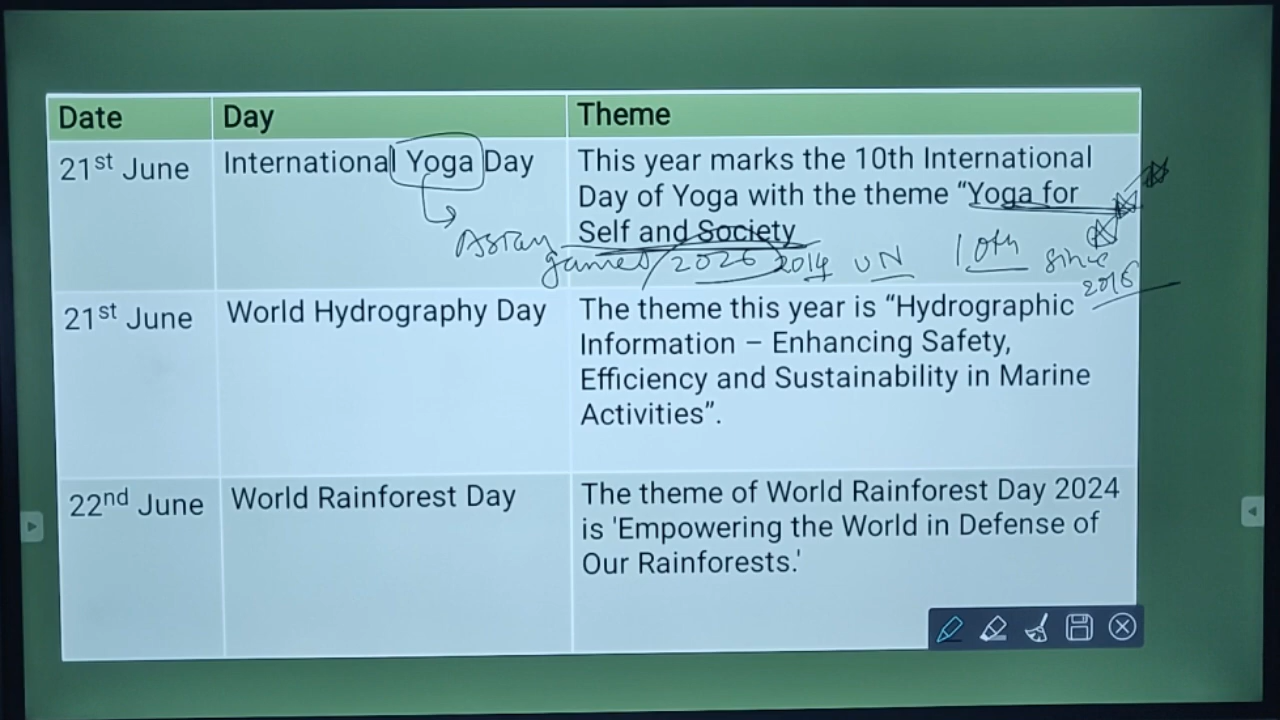 Date Day Theme
21st June International Yoga Day This year marks the 10th International
Day of Yoga with the theme “Yoga for
Self and Society
Asian
games 2026 2014 UN 10th since
2015
21st June World Hydrography Day The theme this year is “Hydrographic
Information – Enhancing Safety,
Efficiency and Sustainability in Marine
Activities”.
22nd June World Rainforest Day The theme of World Rainforest Day 2024
is 'Empowering the World in Defense of
Our Rainforests.'